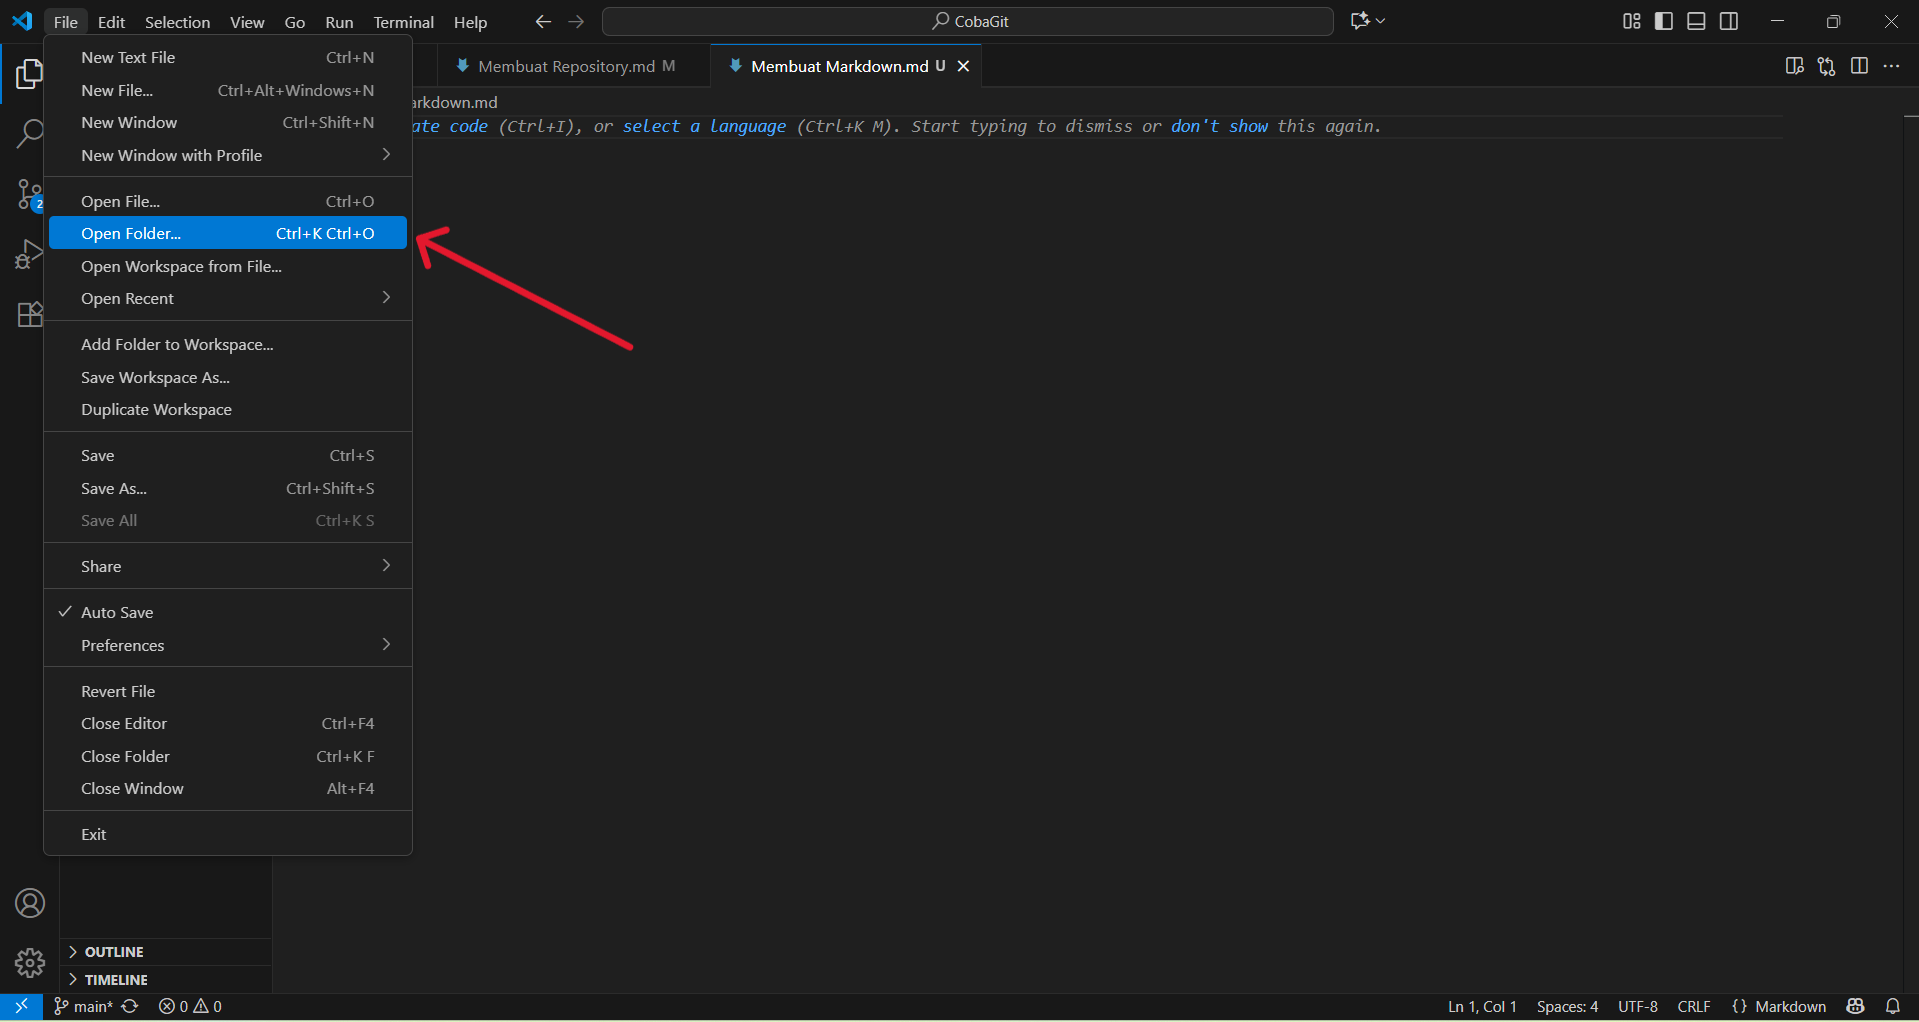 File Edit Selection View Go Run Terminal Help CobaGit
New Text File Ctrl+N
New File... Ctrl+Alt+Windows+N
New Window Ctrl+Shift+N
New Window with Profile
Open File... Ctrl+O
Open Folder... Ctrl+K Ctrl+O
Open Workspace from File...
Open Recent
Add Folder to Workspace...
Save Workspace As...
Duplicate Workspace
Save Ctrl+S
Save As... Ctrl+Shift+S
Save All Ctrl+K S
Share
Auto Save
Preferences
Revert File
Close Editor Ctrl+F4
Close Folder Ctrl+K F
Close Window Alt+F4
Exit
Membuat Repository.md M Membuat Markdown.md U
arkdown.md
ate code (Ctrl+I), or select a language (Ctrl+K M). Start typing to dismiss or don't show this again.
2
OUTLINE
TIMELINE
main* 0 0 Ln 1, Col 1 Spaces: 4 UTF-8 CRLF {} Markdown